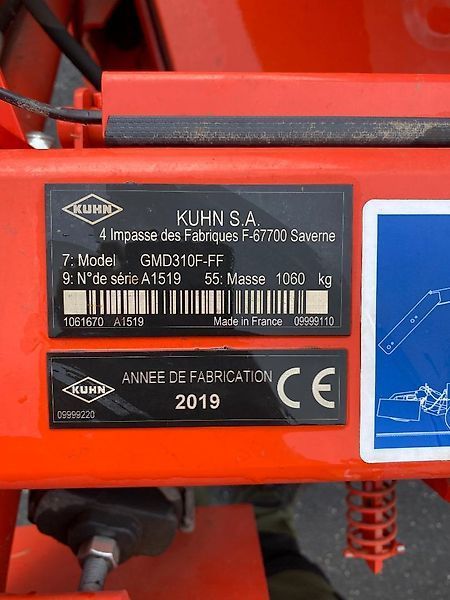 KUHN
KUHN S.A.
4 Impasse des Fabriques F-67700 Saverne
7: Model GMD310F-FF
9: N°de série A1519 55: Masse 1060 kg
1061670 A1519 Made in France 09999110
KUHN
ANNEE DE FABRICATION
2019
CE
09999220